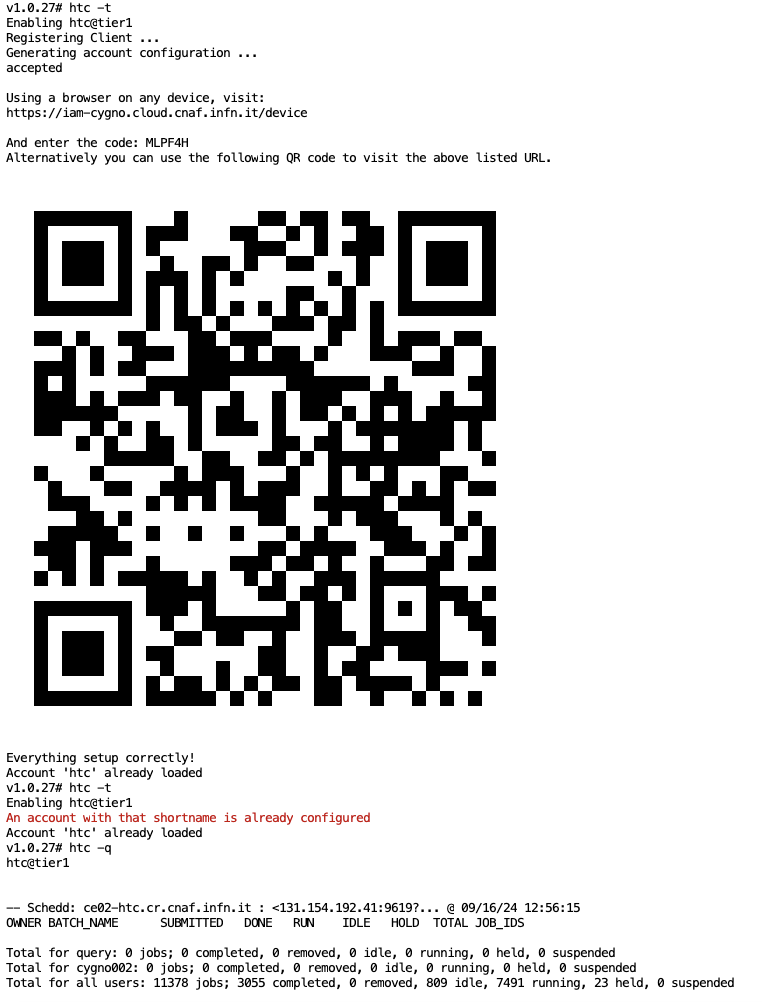 v1.0.27# htc -t
Enabling htc@tier1
Registering Client ...
Generating account configuration ...
accepted
Using a browser on any device, visit:
https://iam-cygno.cloud.cnaf.infn.it/device
And enter the code: MLPF4H
Alternatively you can use the following QR code to visit the above listed URL.
Everything setup correctly!
Account 'htc' already loaded
v1.0.27# htc -t
Enabling htc@tier1
An account with that shortname is already configured
Account 'htc' already loaded
v1.0.27# htc -q
htc@tier1
-- Schedd: ce02-htc.cr.cnaf.infn.it : <131.154.192.41:9619?... @ 09/16/24 12:56:15
OWNER BATCH_NAME      SUBMITTED   DONE   RUN    IDLE   HOLD  TOTAL JOB_IDS
Total for query: 0 jobs; 0 completed, 0 removed, 0 idle, 0 running, 0 held, 0 suspended
Total for cygno002: 0 jobs; 0 completed, 0 removed, 0 idle, 0 running, 0 held, 0 suspended
Total for all users: 11378 jobs; 3055 completed, 0 removed, 809 idle, 7491 running, 23 held, 0 suspended